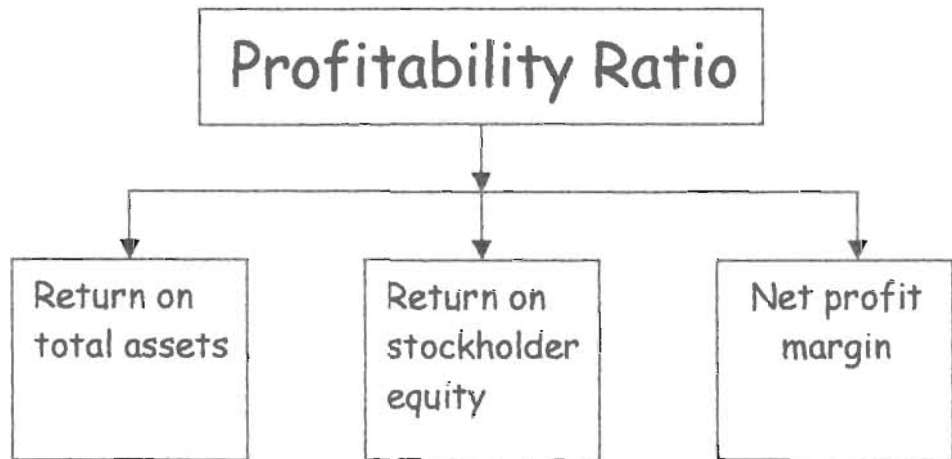 Profitability Ratio
Return on
total assets
Return on
stockholder
equity
Net profit
margin